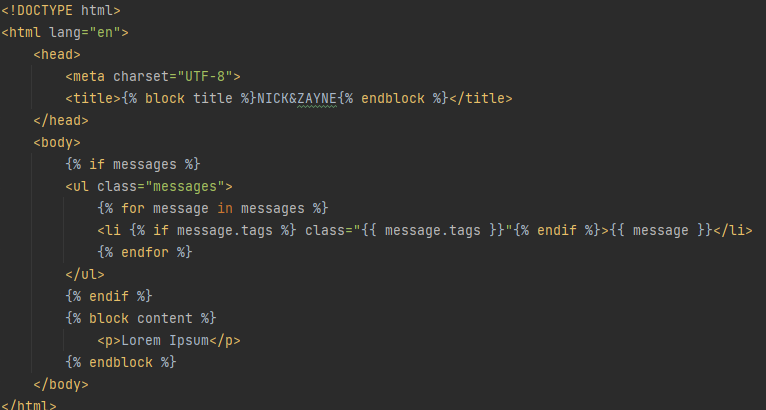 <!DOCTYPE html>
<html lang="en">
    <head>
        <meta charset="UTF-8">
        <title>{% block title %}NICK&ZAYNE{% endblock %}</title>
    </head>
    <body>
        {% if messages %}
        <ul class="messages">
            {% for message in messages %}
            <li {% if message.tags %} class="{{ message.tags }}"{% endif %}>{{ message }}</li>
            {% endfor %}
        </ul>
        {% endif %}
        {% block content %}
            <p>Lorem Ipsum</p>
        {% endblock %}
    </body>
</html>